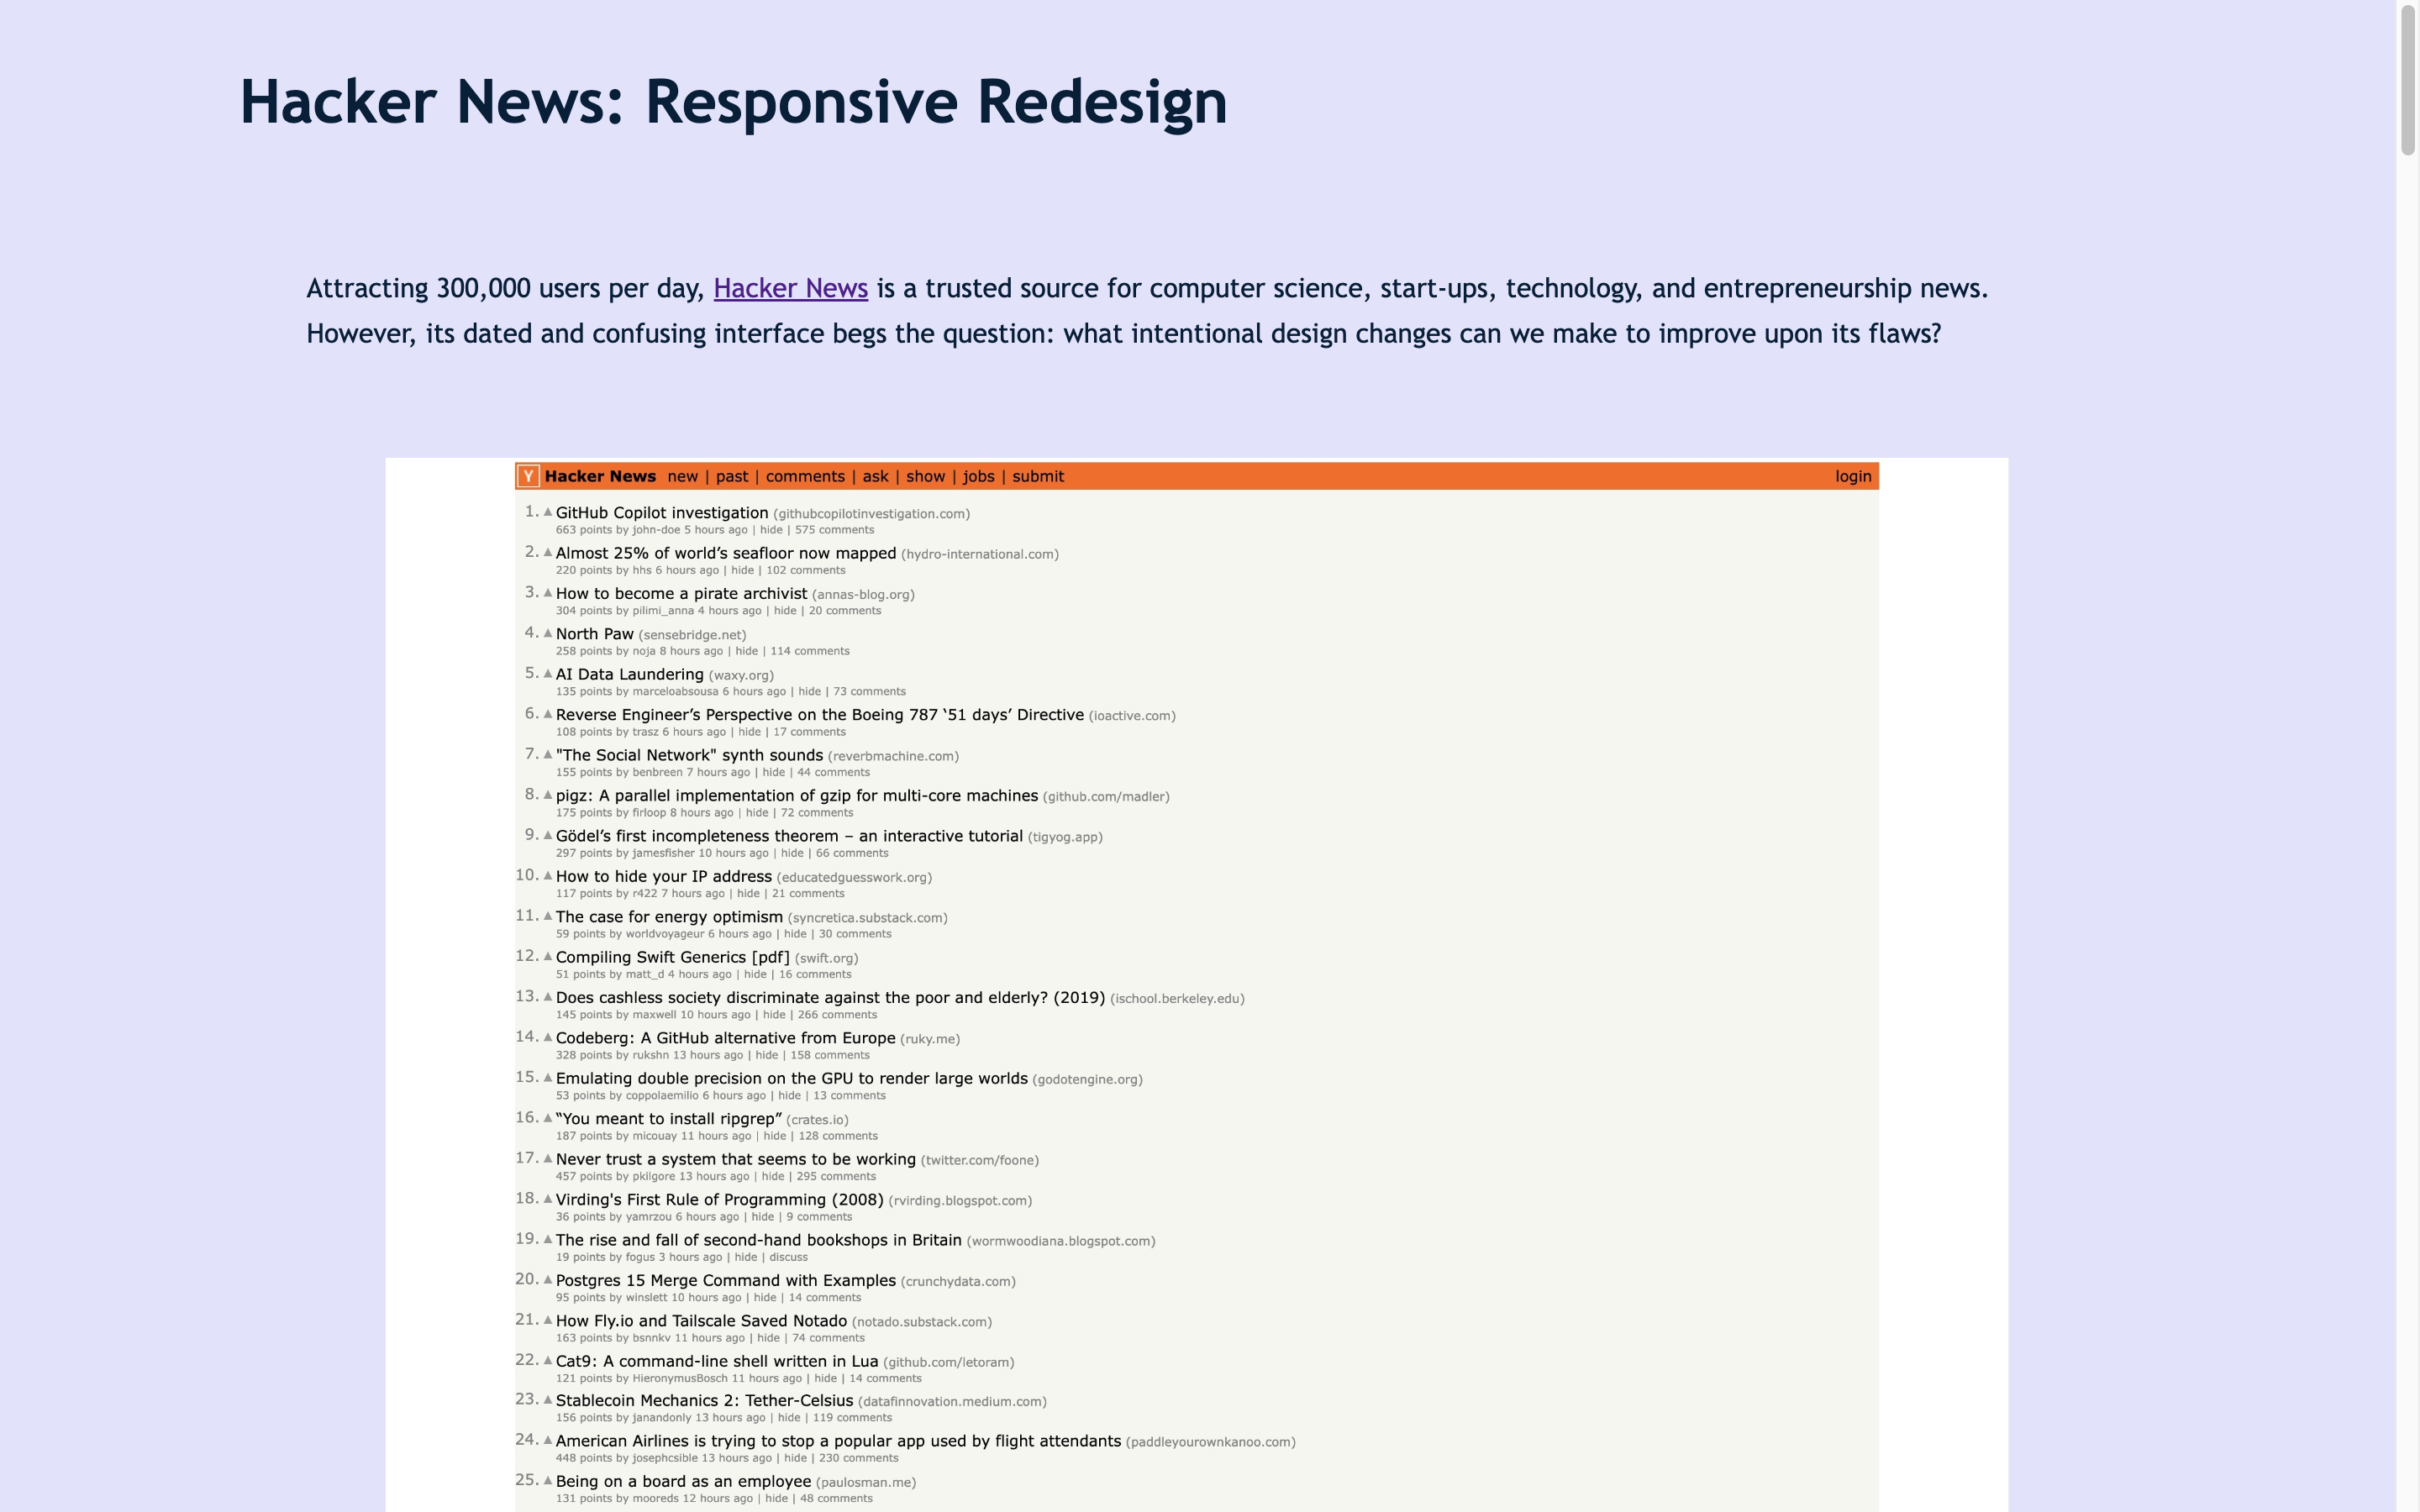 Hacker News: Responsive Redesign
Attracting 300,000 users per day, Hacker News is a trusted source for computer science, start-ups, technology, and entrepreneurship news.
However, its dated and confusing interface begs the question: what intentional design changes can we make to improve upon its flaws?
Y Hacker News new | past | comments | ask | show | jobs | submit login
1. ▲ GitHub Copilot investigation (githubcopilotinvestigation.com)
663 points by john-doe 5 hours ago | hide | 575 comments
2. ▲ Almost 25% of world’s seafloor now mapped (hydro-international.com)
220 points by hhs 6 hours ago | hide | 102 comments
3. ▲ How to become a pirate archivist (annas-blog.org)
304 points by pilimi_anna 4 hours ago | hide | 20 comments
4. ▲ North Paw (sensebridge.net)
258 points by noja 8 hours ago | hide | 114 comments
5. ▲ AI Data Laundering (waxy.org)
135 points by marceloabsousa 6 hours ago | hide | 73 comments
6. ▲ Reverse Engineer’s Perspective on the Boeing 787 ‘51 days’ Directive (ioactive.com)
108 points by trasz 6 hours ago | hide | 17 comments
7. ▲ "The Social Network" synth sounds (reverbmachine.com)
155 points by benbreen 7 hours ago | hide | 44 comments
8. ▲ pigz: A parallel implementation of gzip for multi-core machines (github.com/madler)
175 points by firloop 8 hours ago | hide | 72 comments
9. ▲ Gödel’s first incompleteness theorem – an interactive tutorial (tigyog.app)
297 points by jamesfisher 10 hours ago | hide | 66 comments
10. ▲ How to hide your IP address (educatedguesswork.org)
117 points by r422 7 hours ago | hide | 21 comments
11. ▲ The case for energy optimism (syncretica.substack.com)
59 points by worldvoyageur 6 hours ago | hide | 30 comments
12. ▲ Compiling Swift Generics [pdf] (swift.org)
51 points by matt_d 4 hours ago | hide | 16 comments
13. ▲ Does cashless society discriminate against the poor and elderly? (2019) (ischool.berkeley.edu)
145 points by maxwell 10 hours ago | hide | 266 comments
14. ▲ Codeberg: A GitHub alternative from Europe (ruky.me)
328 points by rukshn 13 hours ago | hide | 158 comments
15. ▲ Emulating double precision on the GPU to render large worlds (godotengine.org)
53 points by coppolaemilio 6 hours ago | hide | 13 comments
16. ▲ “You meant to install ripgrep” (crates.io)
187 points by micouay 11 hours ago | hide | 128 comments
17. ▲ Never trust a system that seems to be working (twitter.com/foone)
457 points by pkilgore 13 hours ago | hide | 295 comments
18. ▲ Virding's First Rule of Programming (2008) (rvirding.blogspot.com)
36 points by yamrzou 6 hours ago | hide | 9 comments
19. ▲ The rise and fall of second-hand bookshops in Britain (wormwoodiana.blogspot.com)
19 points by fogus 3 hours ago | hide | discuss
20. ▲ Postgres 15 Merge Command with Examples (crunchydata.com)
95 points by winslett 10 hours ago | hide | 14 comments
21. ▲ How Fly.io and Tailscale Saved Notado (notado.substack.com)
163 points by bsnnkv 11 hours ago | hide | 74 comments
22. ▲ Cat9: A command-line shell written in Lua (github.com/letoram)
121 points by HieronymusBosch 11 hours ago | hide | 14 comments
23. ▲ Stablecoin Mechanics 2: Tether-Celsius (datafinnovation.medium.com)
156 points by janandonly 13 hours ago | hide | 119 comments
24. ▲ American Airlines is trying to stop a popular app used by flight attendants (paddleyourownkanoo.com)
448 points by josephcsible 13 hours ago | hide | 230 comments
25. ▲ Being on a board as an employee (paulosman.me)
131 points by mooreds 12 hours ago | hide | 48 comments